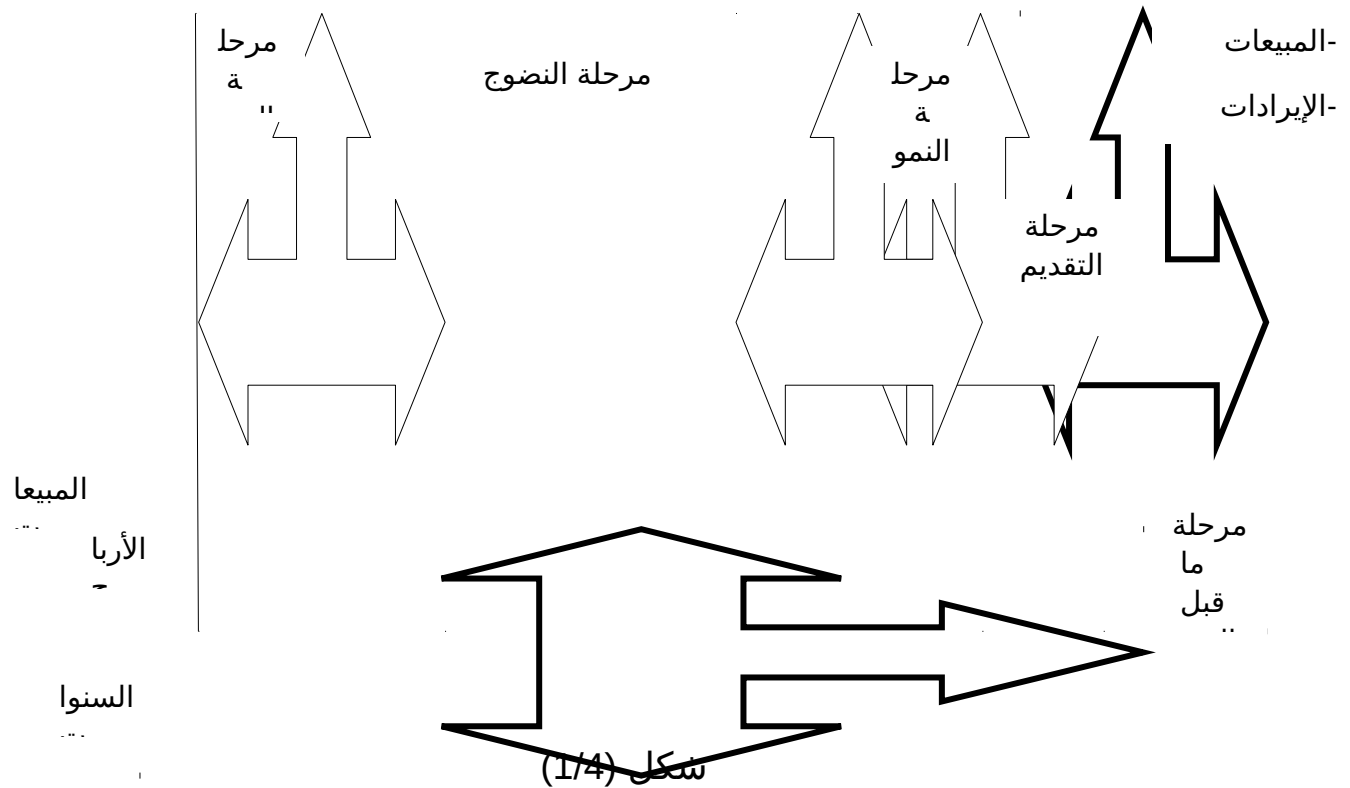 -المبيعات
-الإيرادات
مرحل
ة
النمو
مرحلة النضوج
مرحل
ة
مرحلة
التقديم
مرحلة
ما
قبل
المبيعا
الأربا
ح
السنوا
شكل (1/4)